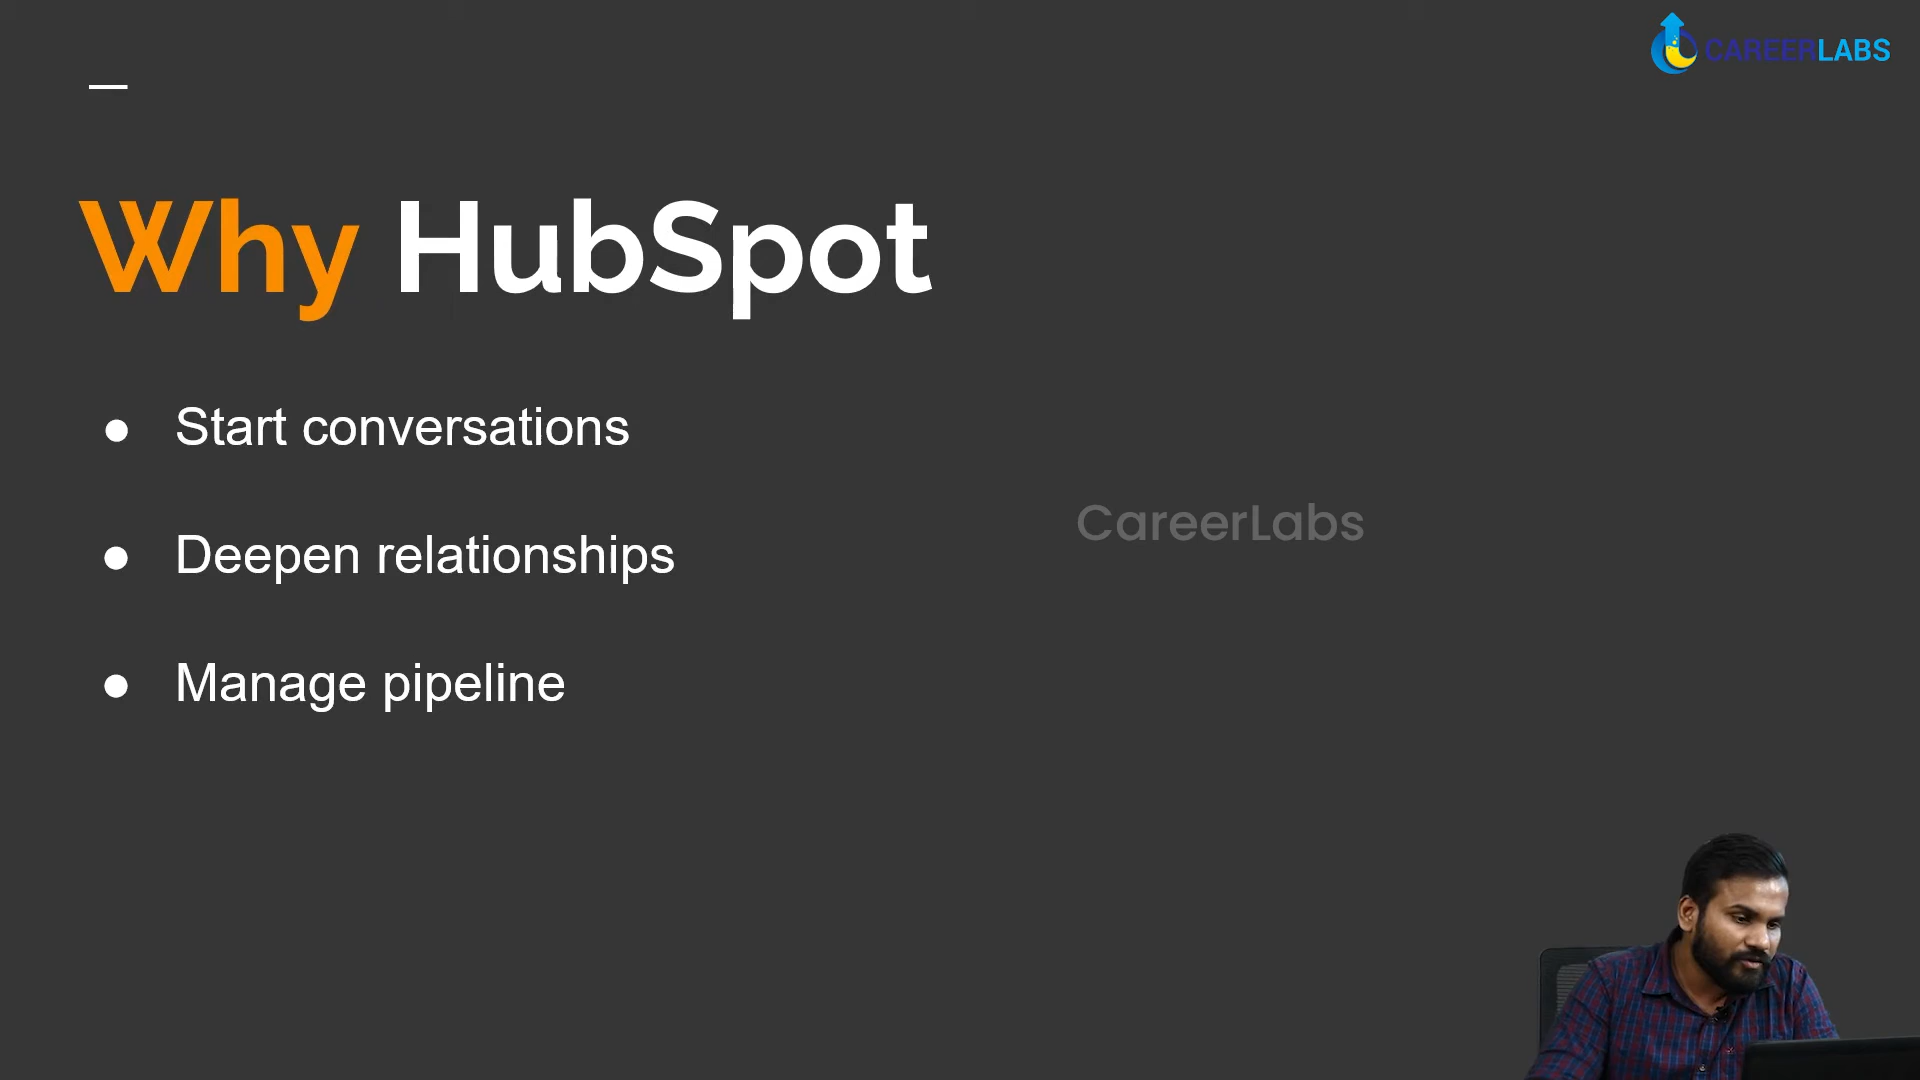 CAREERLABS
Why HubSpot
● Start conversations
CareerLabs
● Deepen relationships
● Manage pipeline